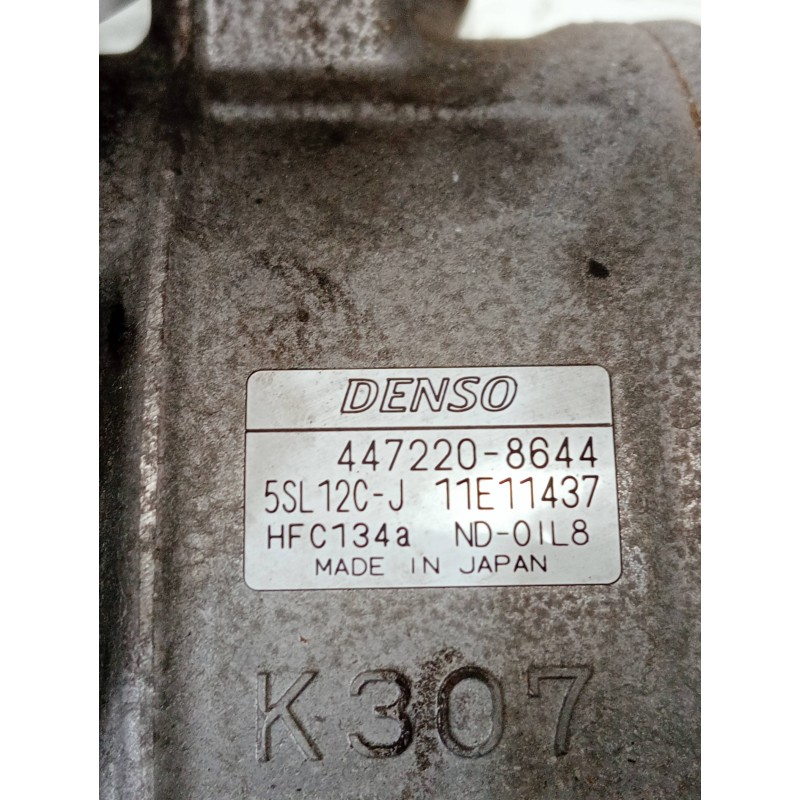 DENSO
447220-8644
5SL12C-J 11E11437
HFC134a ND-OIL8
MADE IN JAPAN
K307